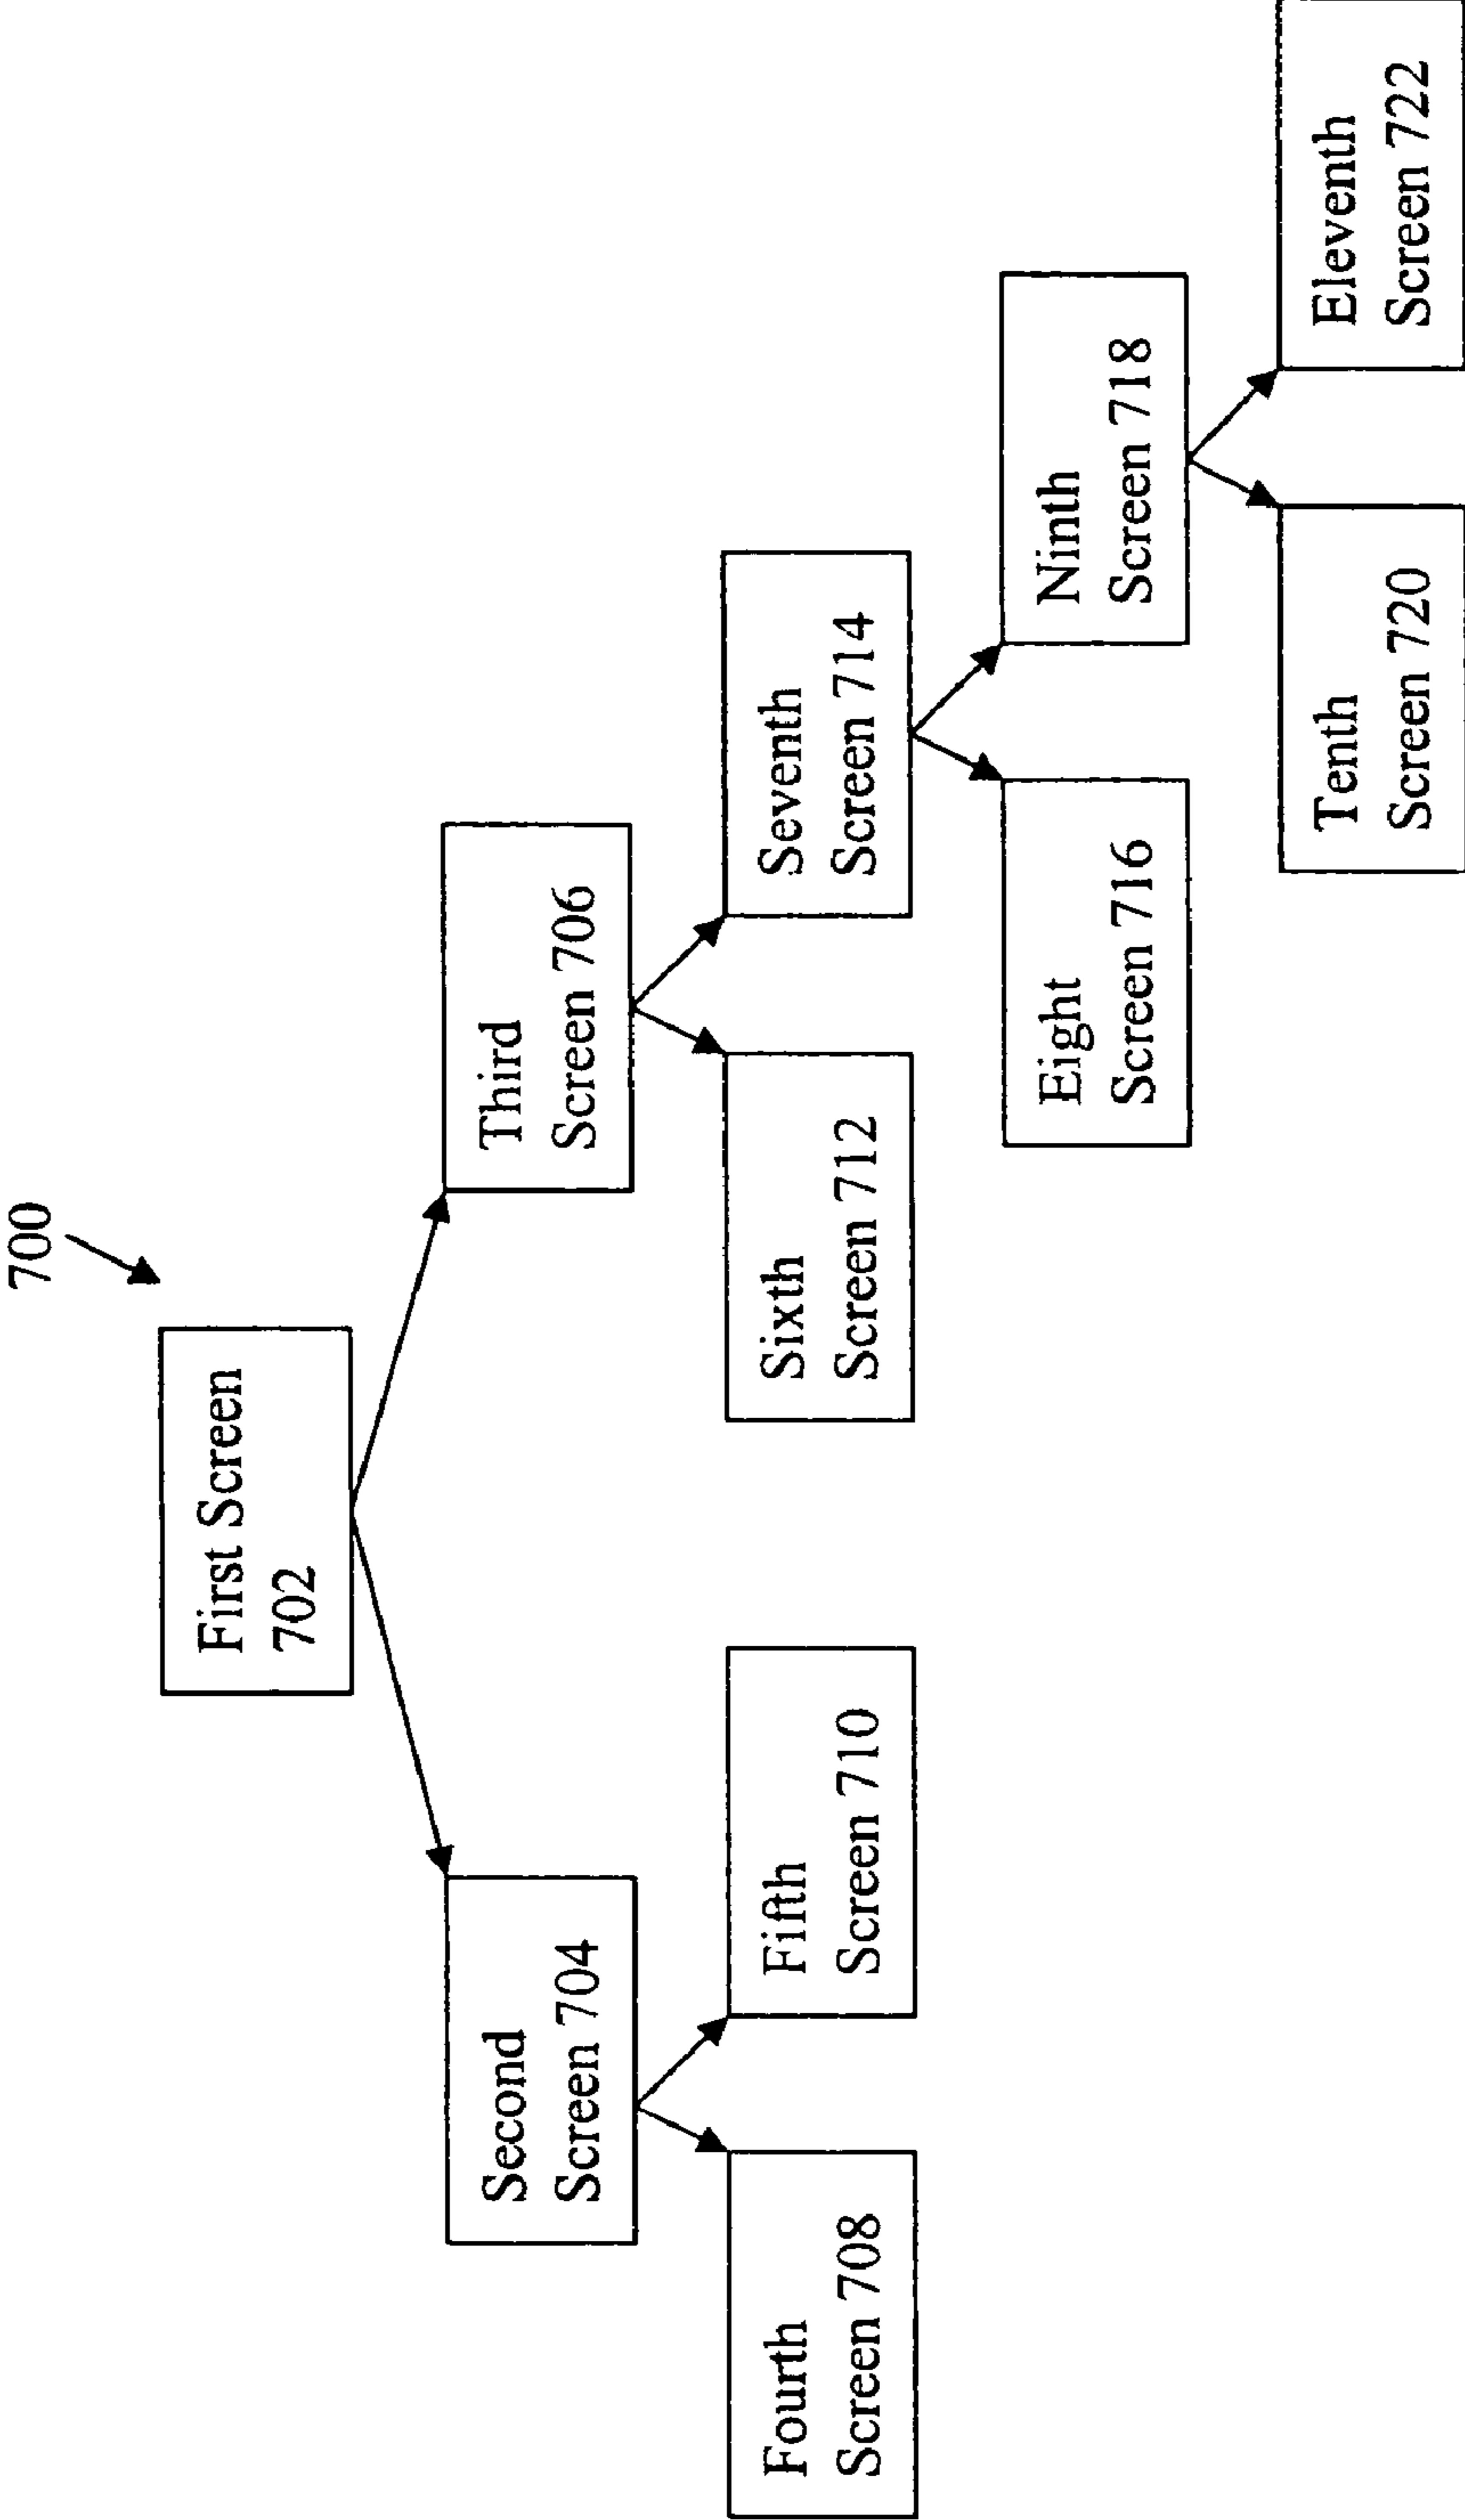 700
First Screen
702
Second
Screen 704
Third
Screen 706
Fourth
Screen 708
Fifth
Screen 710
Sixth
Screen 712
Seventh
Screen 714
Eight
Screen 716
Ninth
Screen 718
Tenth
Screen 720
Eleventh
Screen 722